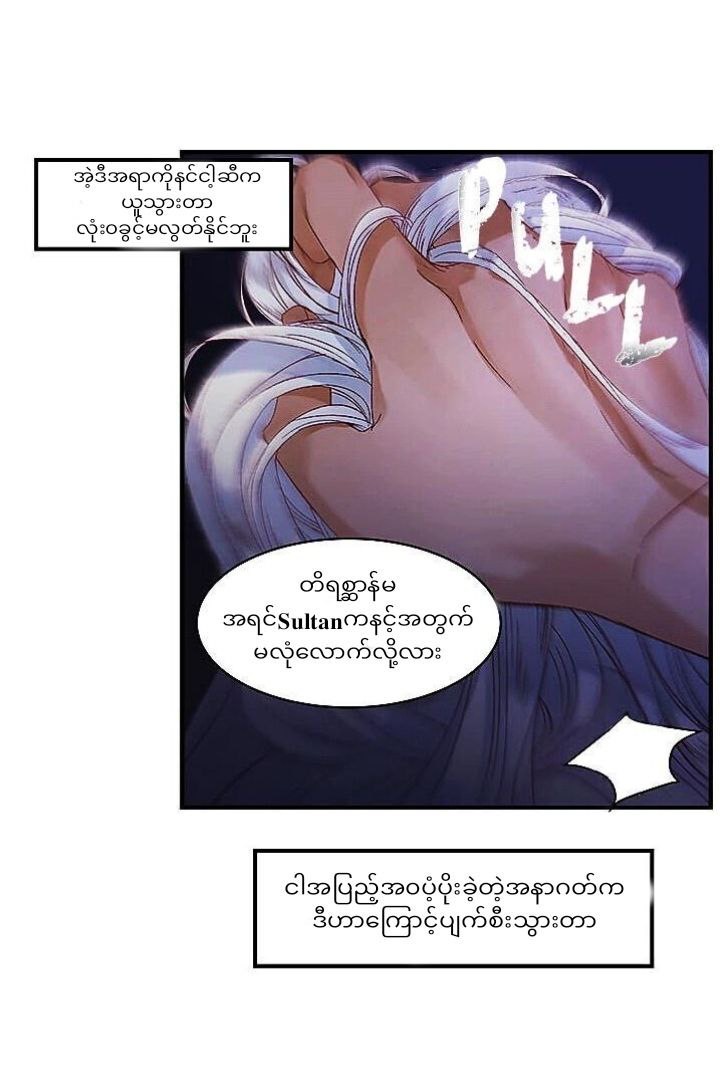 အဲ့ဒီအရာကိုနင်ငါ့ဆီက
ယူသွားတာ
လုံးဝခွင့်မလွတ်နိုင်ဘူး
PULL
တိရစ္ဆာန်မ
အရင်Sultanကနင့်အတွက်
မလုံလောက်လို့လား
ငါအပြည့်အဝပံ့ပိုးခဲ့တဲ့အနာဂတ်က
ဒီဟာကြောင့်ပျက်စီးသွားတာ